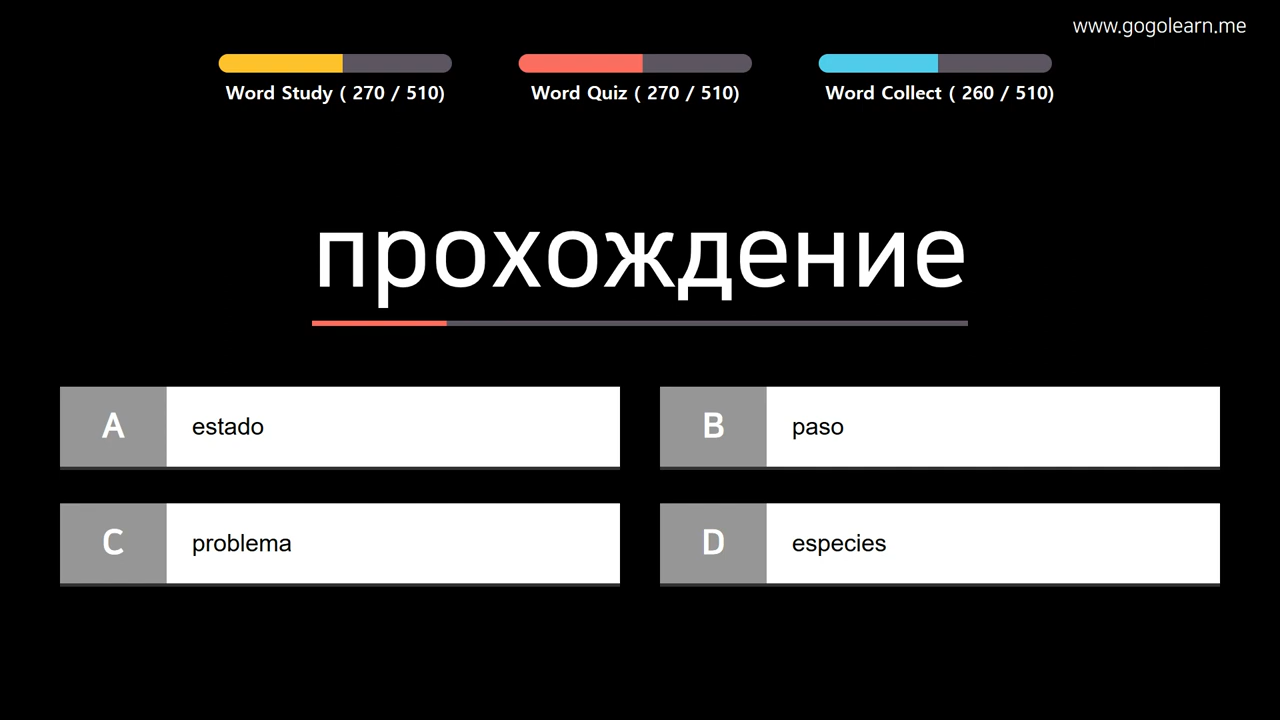 www.gogolearn.me
Word Study ( 270 / 510)
Word Quiz ( 270 / 510)
Word Collect ( 260 / 510)
прохождение
A
estado
B
paso
C
problema
D
especies